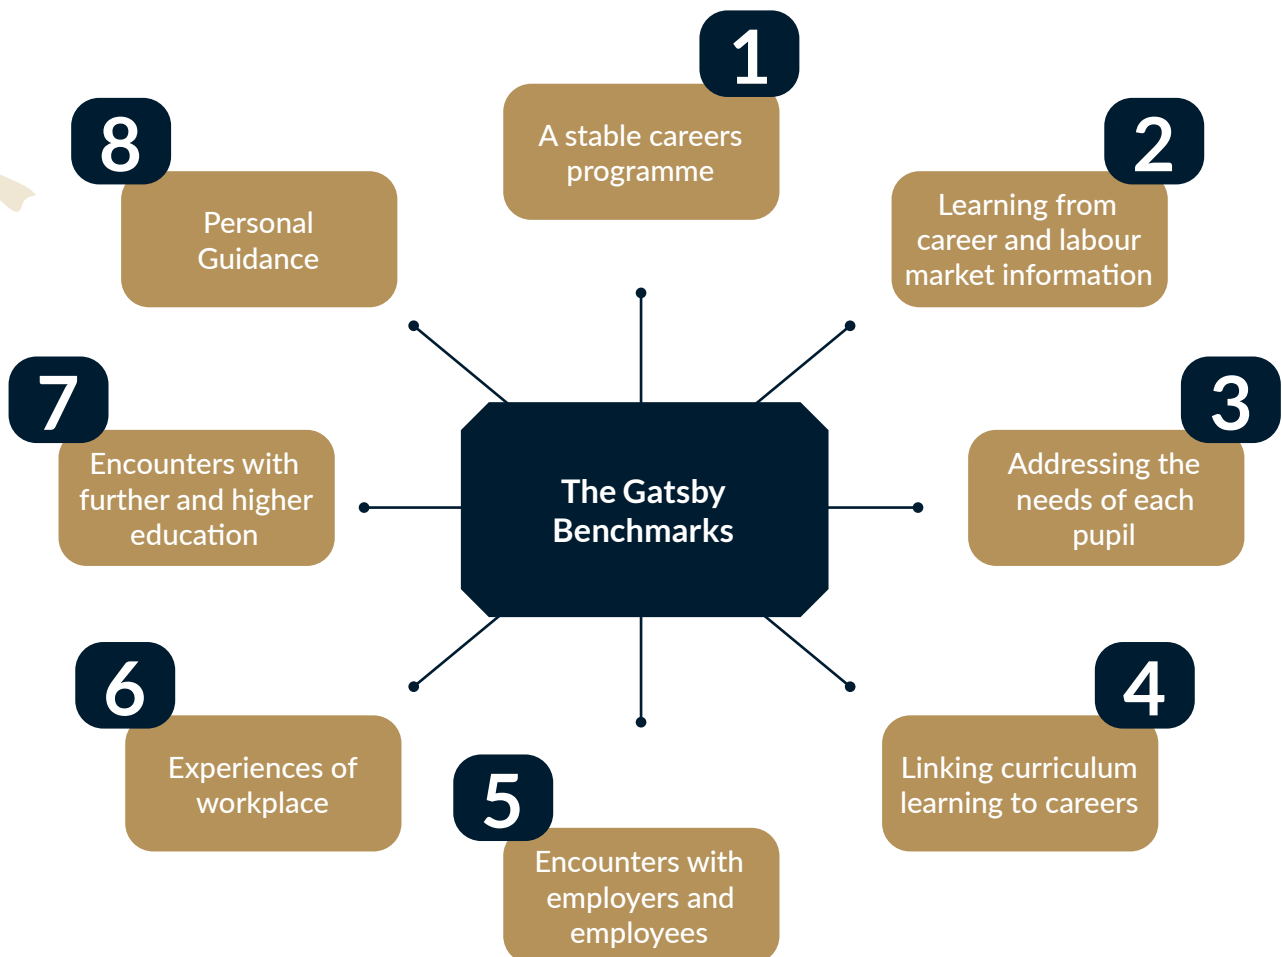 1
A stable careers
programme
2
Learning from
career and labour
market information
3
Addressing the
needs of each
pupil
4
Linking curriculum
learning to careers
5
Encounters with
employers and
employees
6
Experiences of
workplace
7
Encounters with
further and higher
education
8
Personal
Guidance
The Gatsby
Benchmarks